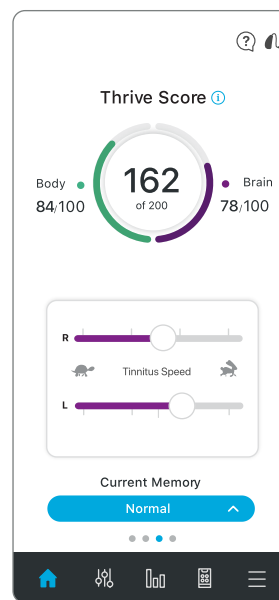 ?
Thrive Score i
162
of 200
Body
84/100
Brain
78/100
R
Tinnitus Speed
L
Current Memory
Normal